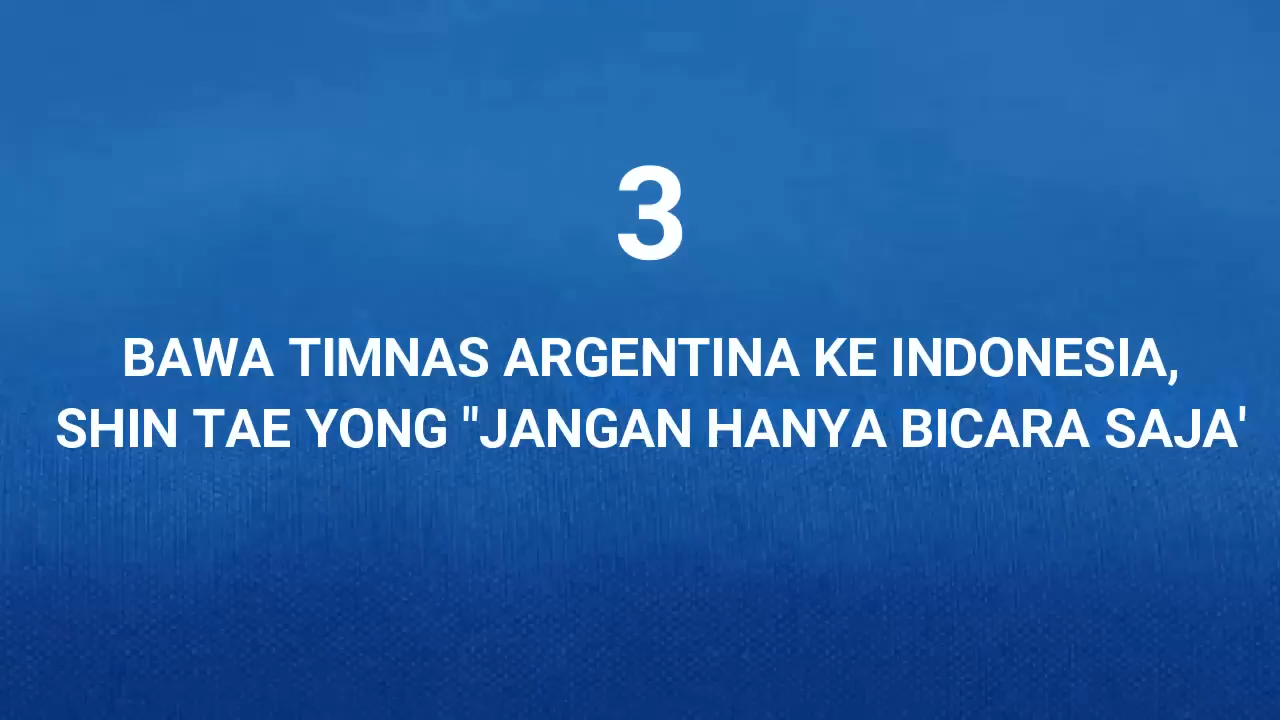 3
BAWA TIMNAS ARGENTINA KE INDONESIA,
SHIN TAE YONG "JANGAN HANYA BICARA SAJA'